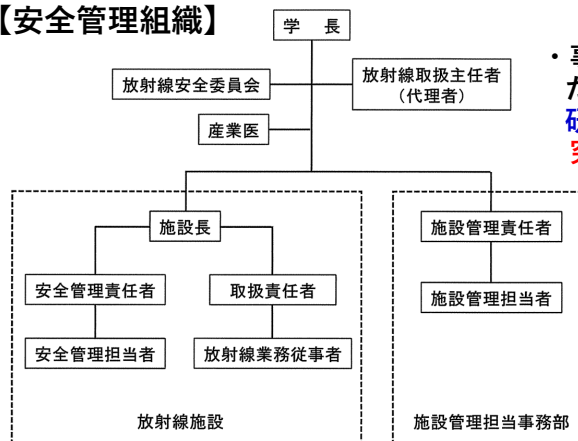 【安全管理組織】
学 長
・事
放射線安全委員会
放射線取扱主任者
(代理者)
産業医
施設長
施設管理責任者
安全管理責任者
取扱責任者
施設管理担当者
安全管理担当者
放射線業務従事者
放射線施設
施設管理担当事務部